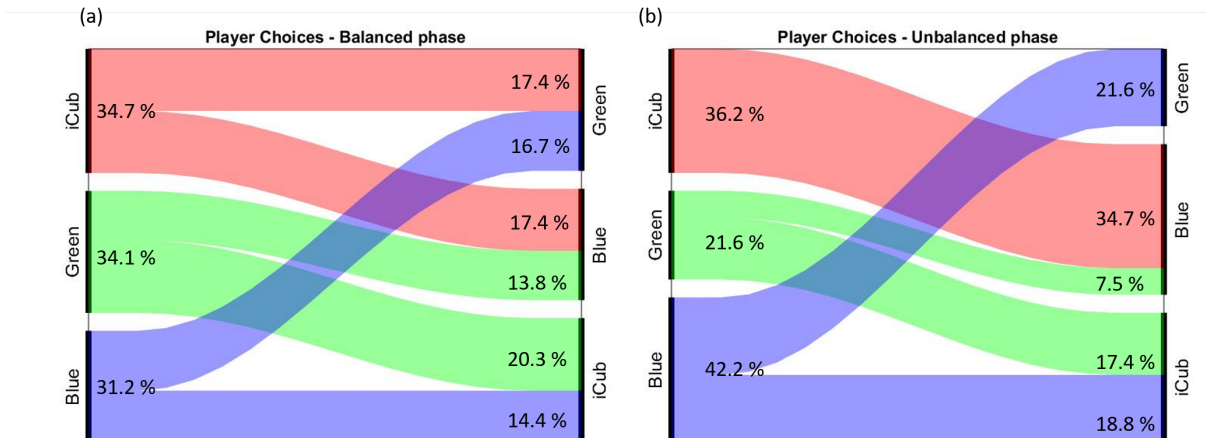 (a)
Player Choices - Balanced phase
iCub
34.7 %
Green
34.1 %
Blue
31.2 %
17.4 %
16.7 %
Green
17.4 %
13.8 %
Blue
20.3 %
14.4 %
iCub
(b)
Player Choices - Unbalanced phase
iCub
36.2 %
Green
21.6 %
Blue
42.2 %
21.6 %
Green
34.7 %
7.5 %
Blue
17.4 %
18.8 %
iCub